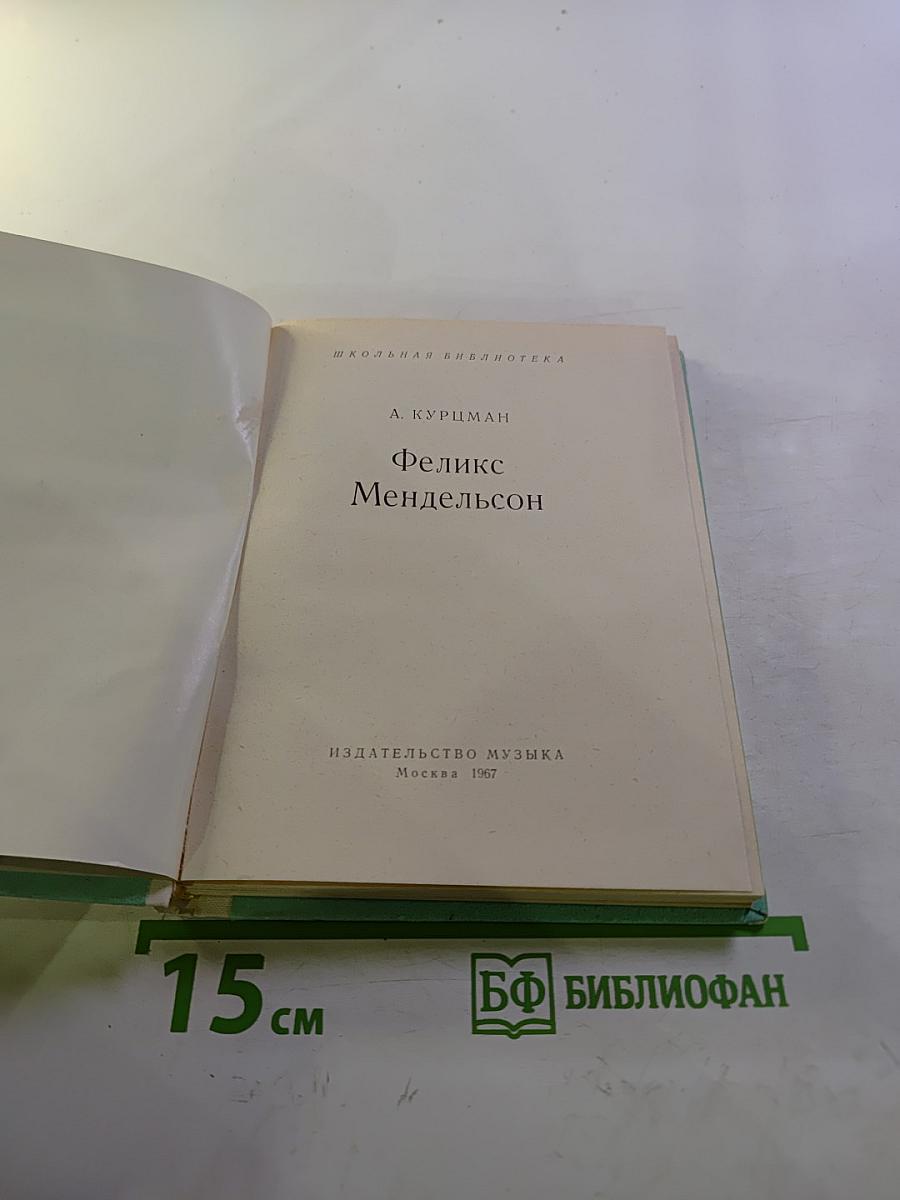 ШКОЛЬНАЯ БИБЛИОТЕКА
А. КУРЦМАН
Феликс
Мендельсон
ИЗДАТЕЛЬСТВО МУЗЫКА
Москва 1967
15 см
БФ БИБЛИОФАН